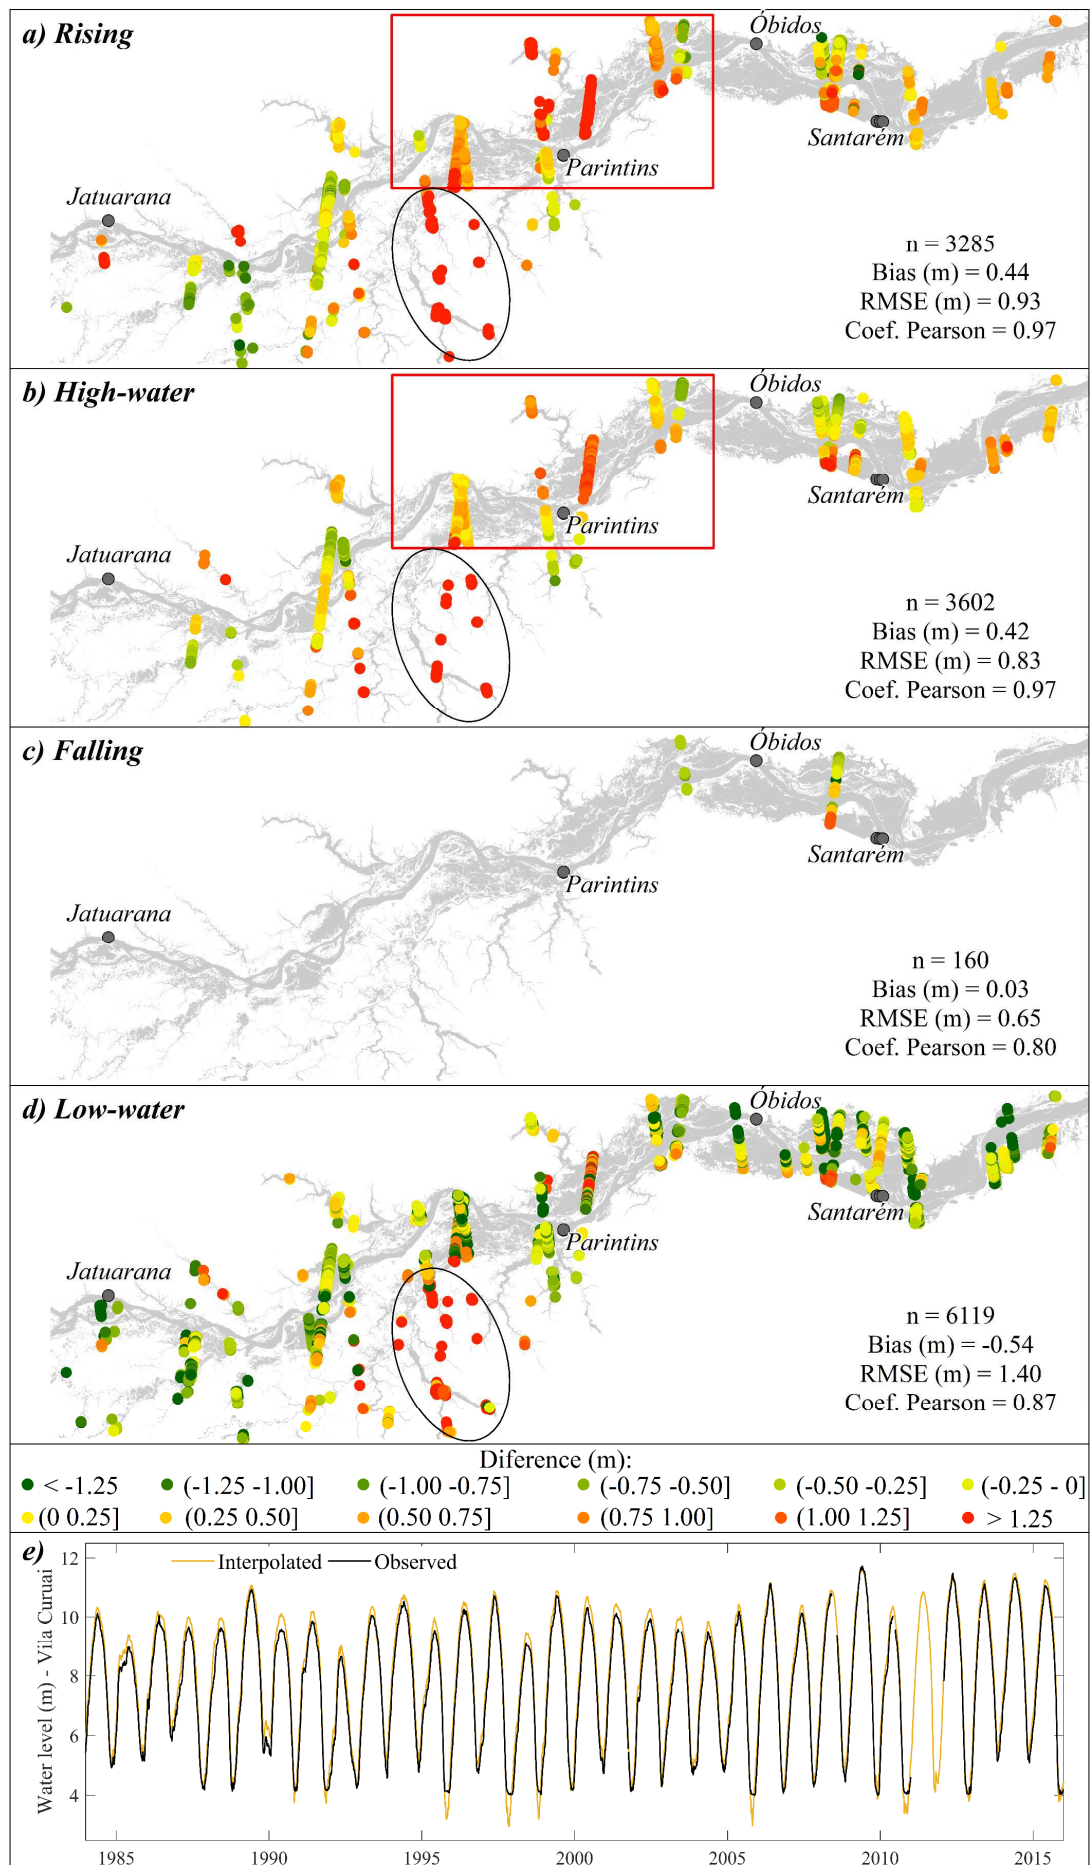 a) Rising
Óbidos
Santarém
Parintins
Jatuarana
n = 3285
Bias (m) = 0.44
RMSE (m) = 0.93
Coef. Pearson = 0.97
b) High-water
Óbidos
Santarém
Parintins
Jatuarana
n = 3602
Bias (m) = 0.42
RMSE (m) = 0.83
Coef. Pearson = 0.97
c) Falling
Óbidos
Santarém
Parintins
Jatuarana
n = 160
Bias (m) = 0.03
RMSE (m) = 0.65
Coef. Pearson = 0.80
d) Low-water
Óbidos
Santarém
Parintins
Jatuarana
n = 6119
Bias (m) = -0.54
RMSE (m) = 1.40
Coef. Pearson = 0.87
Diference (m):
< -1.25 (-1.25 -1.00] (-1.00 -0.75] (-0.75 -0.50] (-0.50 -0.25] (-0.25 - 0]
(0 0.25] (0.25 0.50] (0.50 0.75] (0.75 1.00] (1.00 1.25] > 1.25
e)
Interpolated Observed
Water level (m) - Vila Curuai
12
10
8
6
4
1985 1990 1995 2000 2005 2010 2015